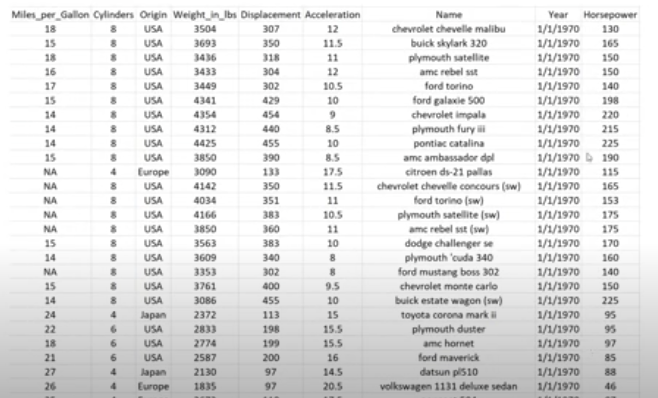 Miles_per_Gallon Cylinders Origin Weight_in_lbs Displacement Acceleration Name Year Horsepower
18 8 USA 3504 307 12 chevrolet chevelle malibu 1/1/1970 130
15 8 USA 3693 350 11.5 buick skylark 320 1/1/1970 165
18 8 USA 3436 318 11 plymouth satellite 1/1/1970 150
16 8 USA 3433 304 12 amc rebel sst 1/1/1970 150
17 8 USA 3449 302 10.5 ford torino 1/1/1970 140
15 8 USA 4341 429 10 ford galaxie 500 1/1/1970 198
14 8 USA 4354 454 9 chevrolet impala 1/1/1970 220
14 8 USA 4312 440 8.5 plymouth fury iii 1/1/1970 215
14 8 USA 4425 455 10 pontiac catalina 1/1/1970 225
15 8 USA 3850 390 8.5 amc ambassador dpl 1/1/1970 190
NA 4 Europe 3090 133 17.5 citroen ds-21 pallas 1/1/1970 115
NA 8 USA 4142 350 11.5 chevrolet chevelle concours (sw) 1/1/1970 165
NA 8 USA 4034 351 11 ford torino (sw) 1/1/1970 153
NA 8 USA 4166 383 10.5 plymouth satellite (sw) 1/1/1970 175
NA 8 USA 3850 360 11 amc rebel sst (sw) 1/1/1970 175
15 8 USA 3563 383 10 dodge challenger se 1/1/1970 170
14 8 USA 3609 340 8 plymouth 'cuda 340 1/1/1970 160
NA 8 USA 3353 302 8 ford mustang boss 302 1/1/1970 140
15 8 USA 3761 400 9.5 chevrolet monte carlo 1/1/1970 150
14 8 USA 3086 455 10 buick estate wagon (sw) 1/1/1970 225
24 4 Japan 2372 113 15 toyota corona mark ii 1/1/1970 95
22 6 USA 2833 198 15.5 plymouth duster 1/1/1970 95
18 6 USA 2774 199 15.5 amc hornet 1/1/1970 97
21 6 USA 2587 200 16 ford maverick 1/1/1970 85
27 4 Japan 2130 97 14.5 datsun pl510 1/1/1970 88
26 4 Europe 1835 97 20.5 volkswagen 1131 deluxe sedan 1/1/1970 46